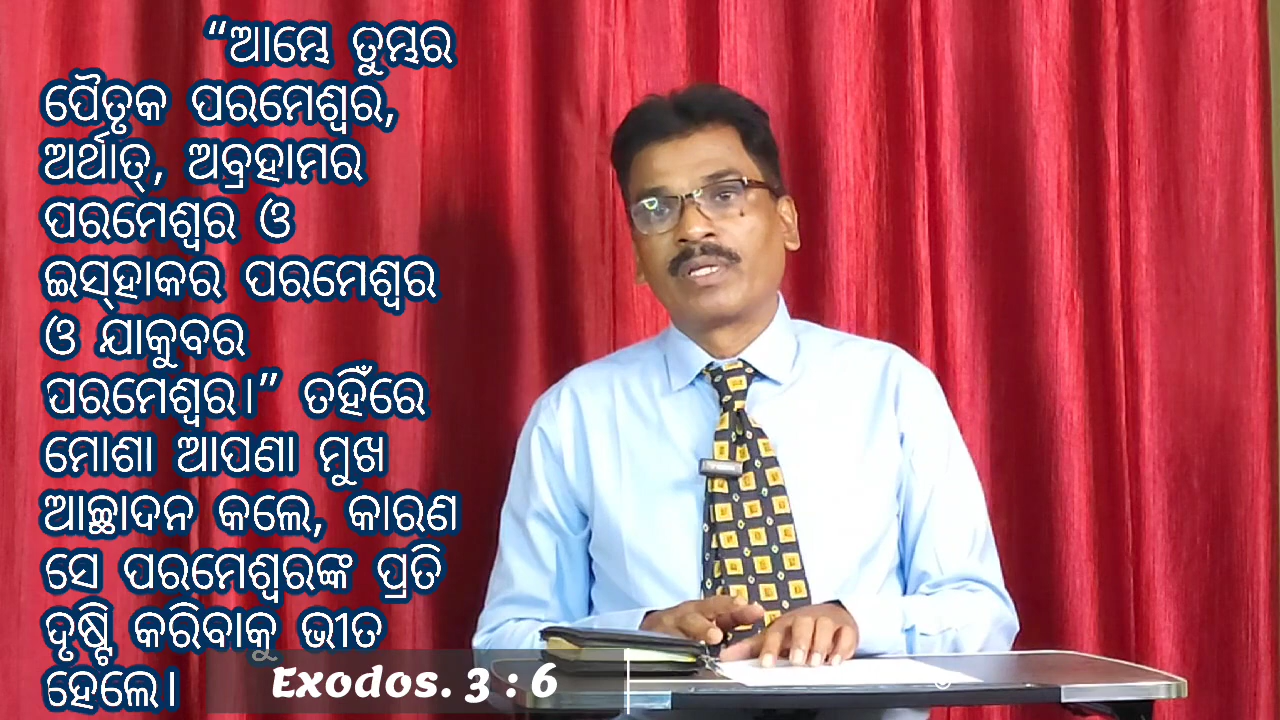 “ଆମ୍ଭେ ତୁମ୍ଭର
ପୈତୃକ ପରମେଶ୍ୱର,
ଅର୍ଥାତ୍, ଅବ୍ରହାମର
ପରମେଶ୍ୱର ଓ
ଇସ୍‌ହାକର ପରମେଶ୍ୱର
ଓ ଯାକୁବର
ପରମେଶ୍ୱର।” ତହିଁରେ
ମୋଶା ଆପଣା ମୁଖ
ଆଚ୍ଛାଦନ କଲେ, କାରଣ
ସେ ପରମେଶ୍ୱରଙ୍କ ପ୍ରତି
ଦୃଷ୍ଟି କରିବାକୁ ଭୀତ
ହେଲେ।
Exodos. 3 : 6